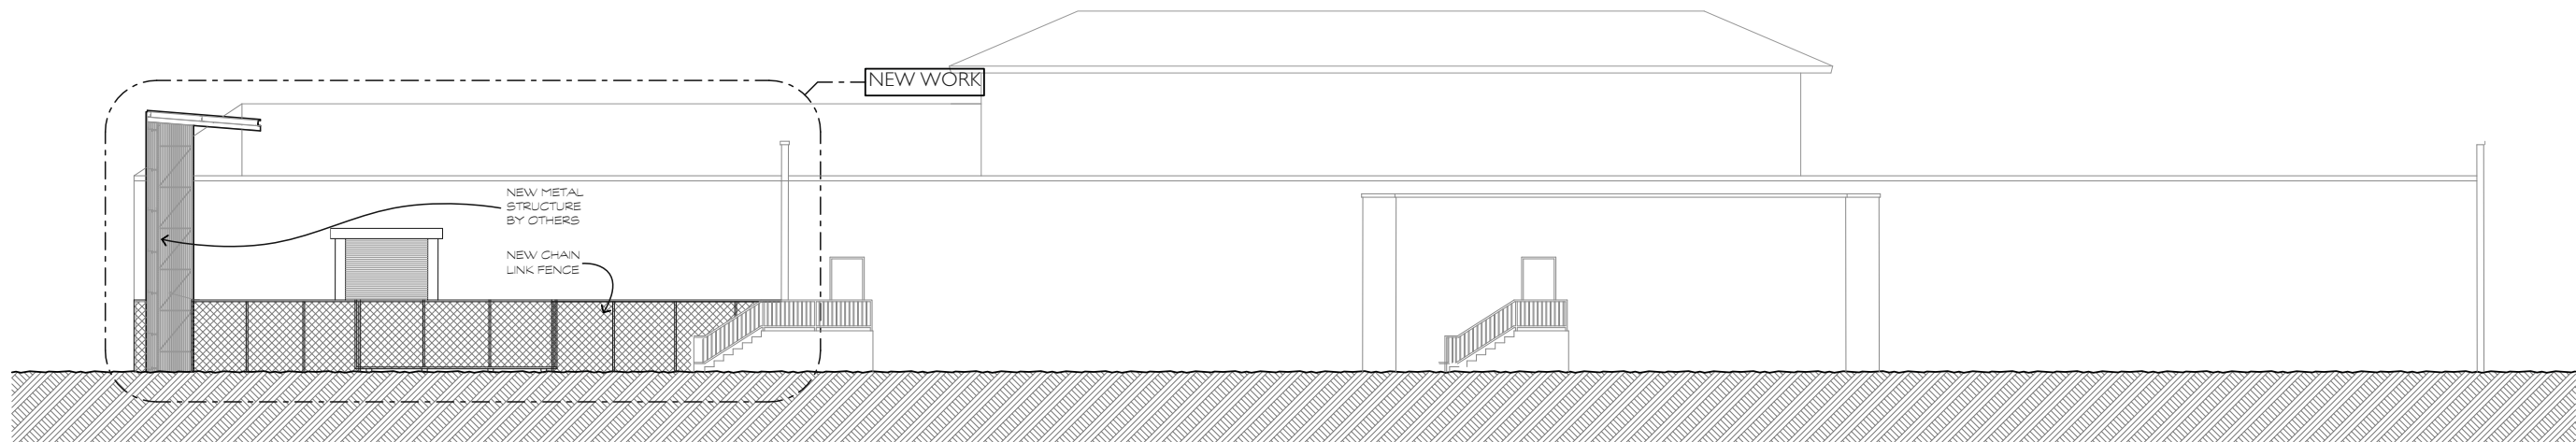 NEW WORK
NEW METAL
STRUCTURE
BY OTHERS
NEW CHAIN
LINK FENCE